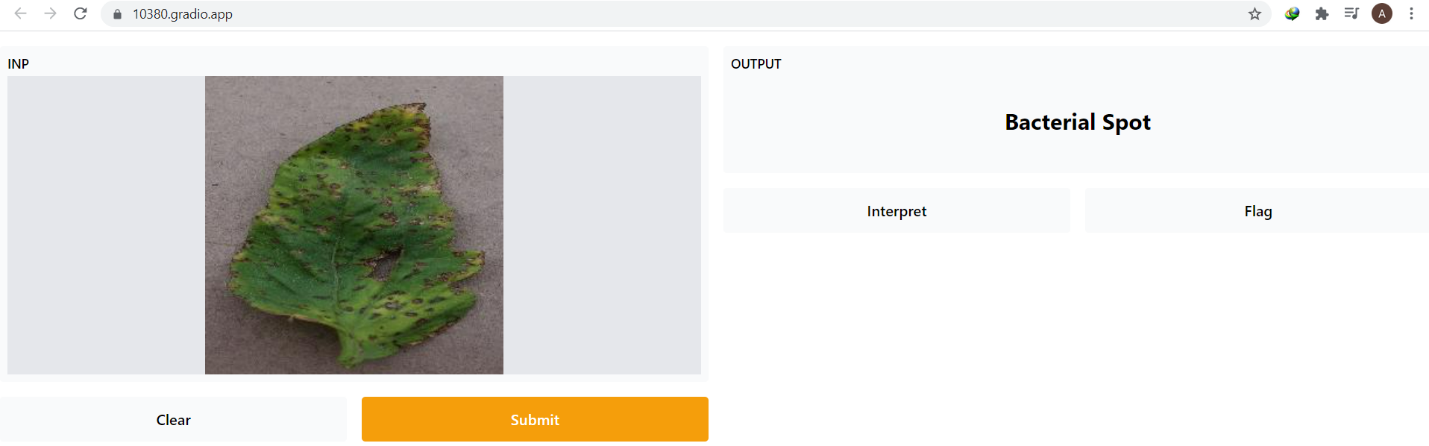 10380.gradio.app
A
INP
OUTPUT
Bacterial Spot
Interpret
Flag
Clear
Submit